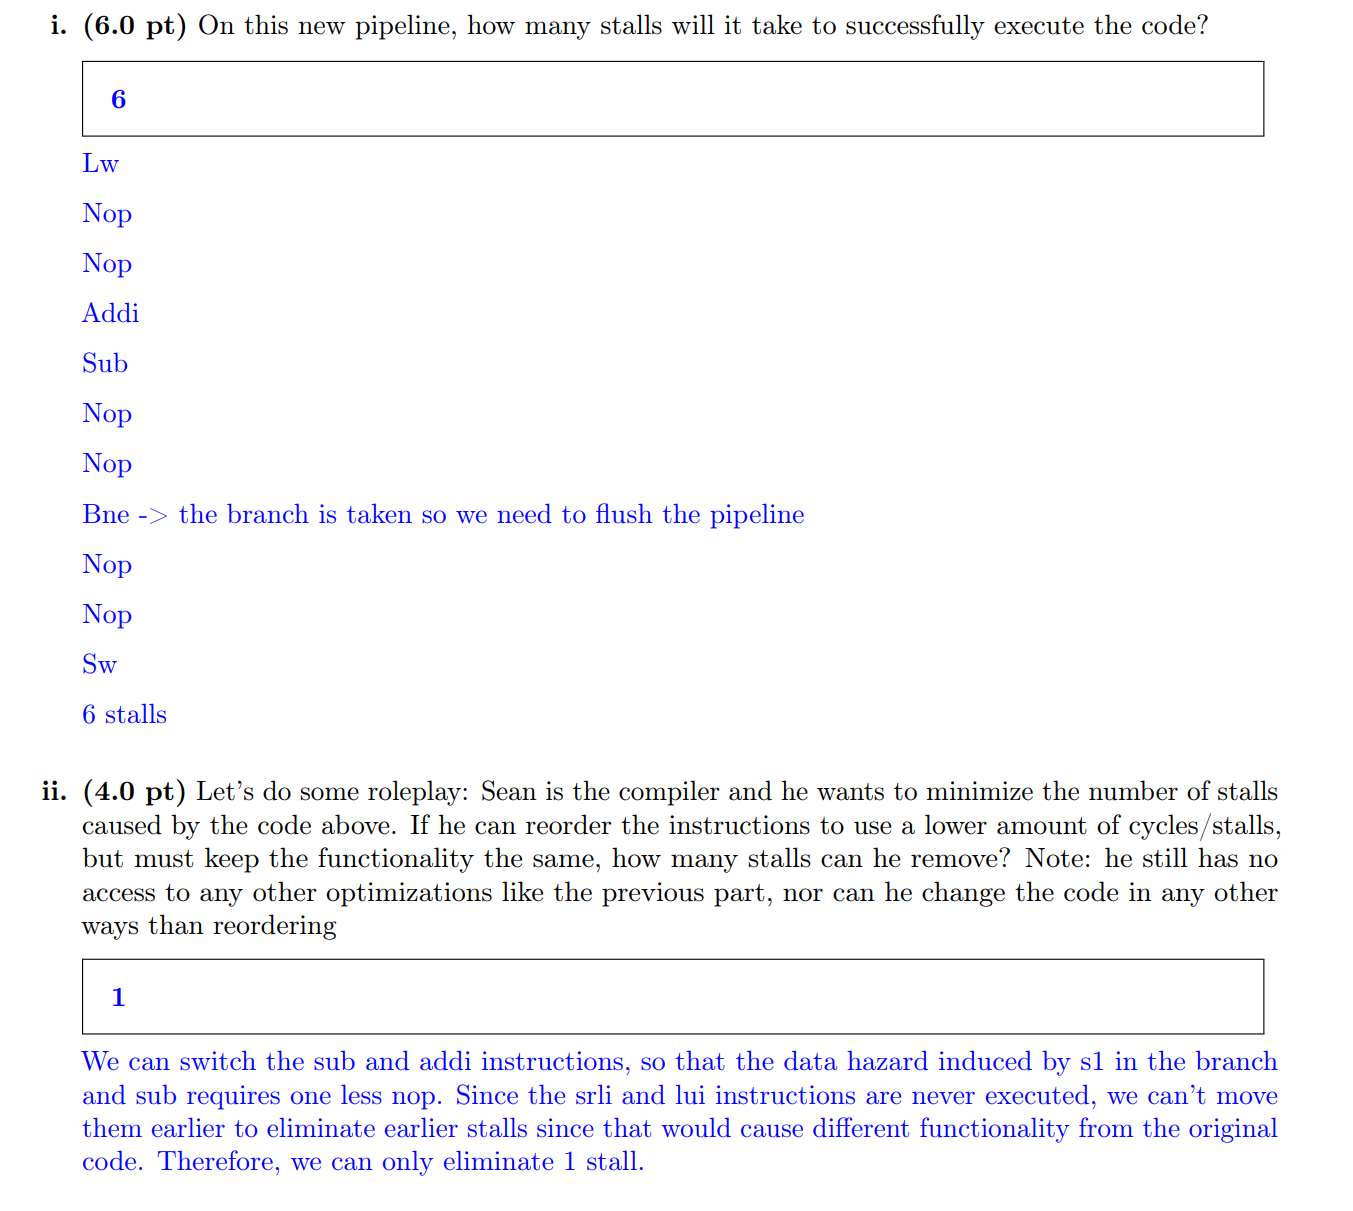 i. (6.0 pt) On this new pipeline, how many stalls will it take to successfully execute the code?
6
Lw
Nop
Nop
Addi
Sub
Nop
Nop
Bne -> the branch is taken so we need to flush the pipeline
Nop
Nop
Sw
6 stalls
ii. (4.0 pt) Let's do some roleplay: Sean is the compiler and he wants to minimize the number of stalls
caused by the code above. If he can reorder the instructions to use a lower amount of cycles/stalls,
but must keep the functionality the same, how many stalls can he remove? Note: he still has no
access to any other optimizations like the previous part, nor can he change the code in any other
ways than reordering
1
We can switch the sub and addi instructions, so that the data hazard induced by s1 in the branch
and sub requires one less nop. Since the srli and lui instructions are never executed, we can't move
them earlier to eliminate earlier stalls since that would cause different functionality from the original
code. Therefore, we can only eliminate 1 stall.